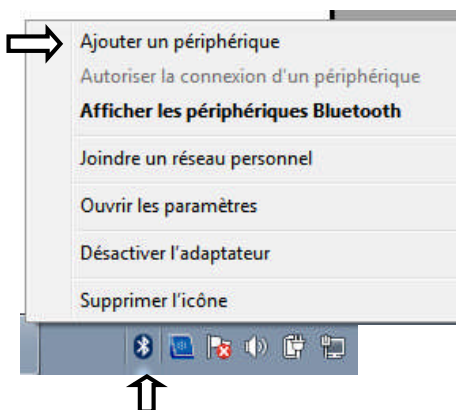 Ajouter un périphérique
Autoriser la connexion d'un périphérique
Afficher les périphériques Bluetooth
Joindre un réseau personnel
Ouvrir les paramètres
Désactiver l'adaptateur
Supprimer l'icône